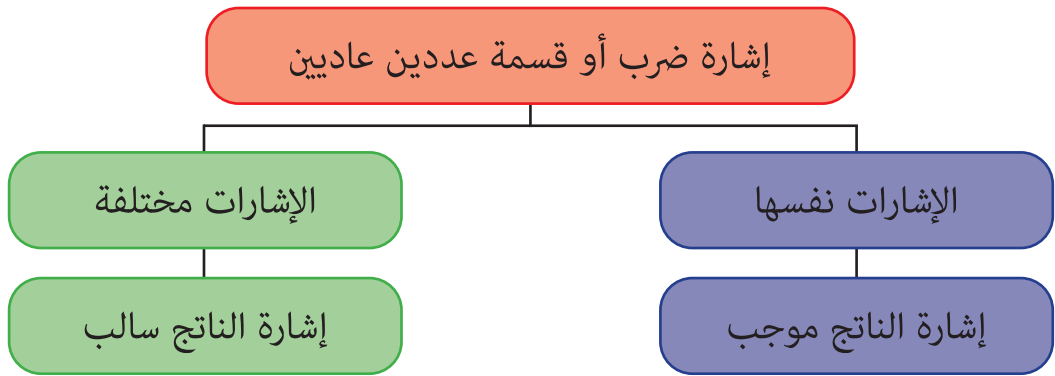 إشارة ضرب أو قسمة عددين عاديين
الإشارات نفسها
الإشارات مختلفة
إشارة الناتج موجب
إشارة الناتج سالب